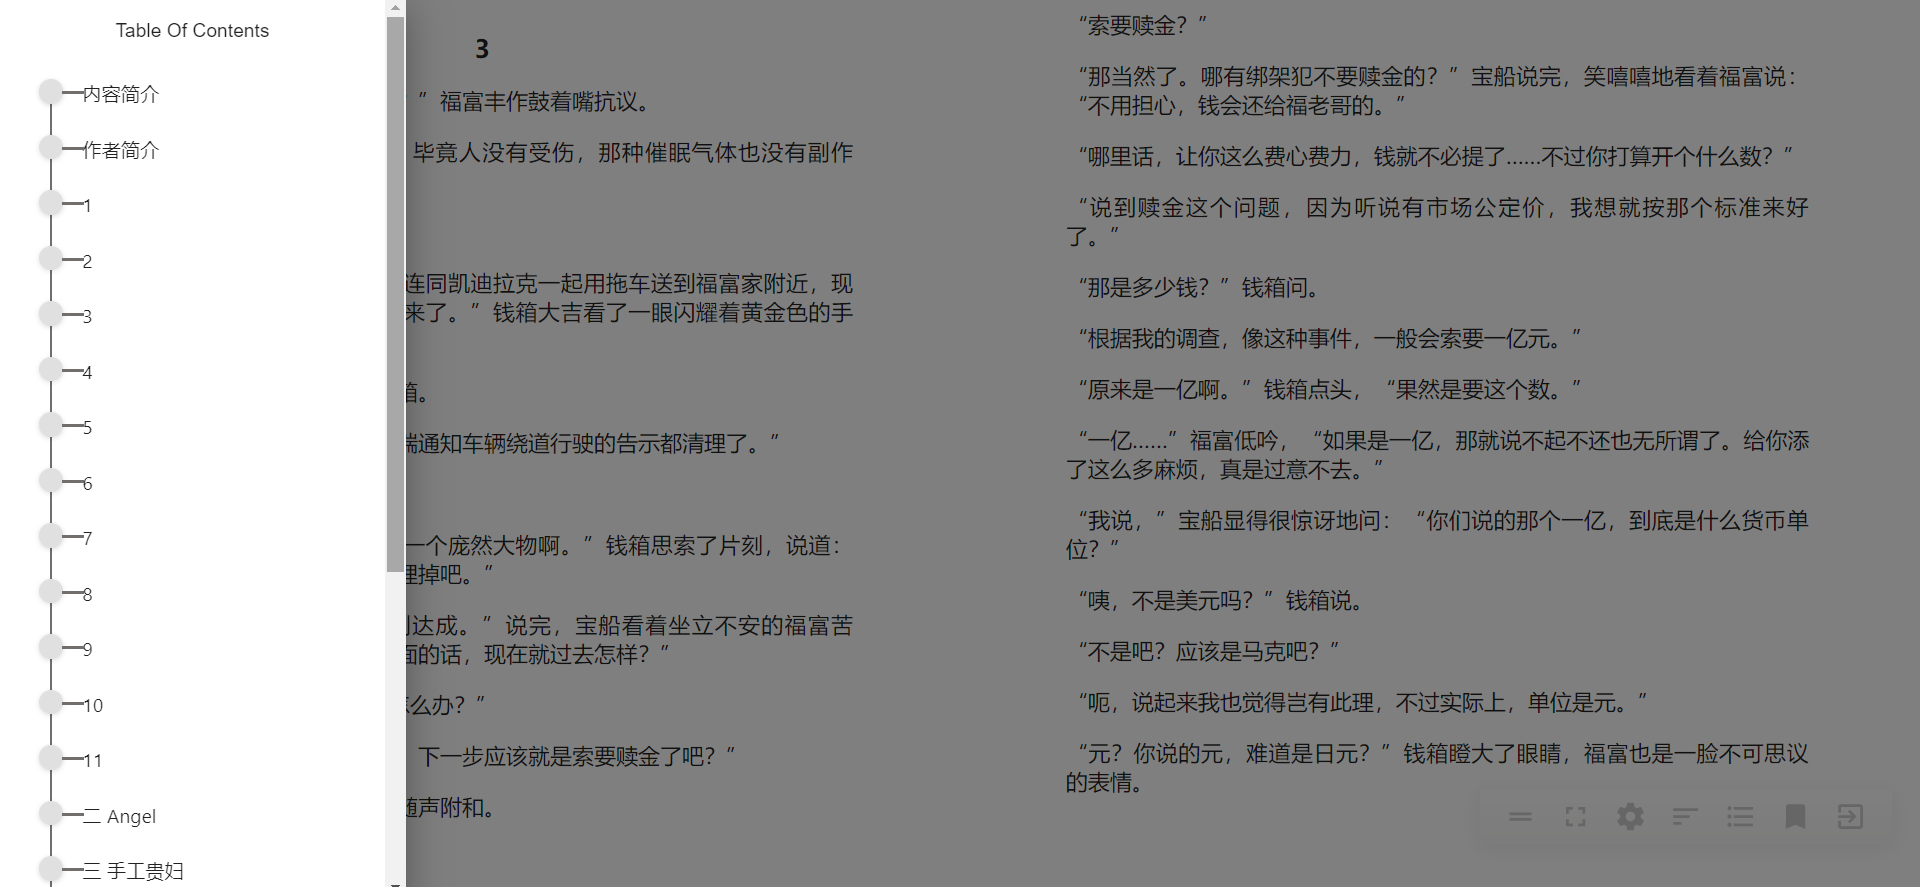 Table Of Contents
内容简介
作者简介
1
2
3
4
5
6
7
8
9
10
11
二 Angel
三 手工贵妇
3
”福富丰作鼓着嘴抗议。
毕竟人没有受伤，那种催眠气体也没有副作
连同凯迪拉克一起用拖车送到福富家附近，现
来了。”钱箱大吉看了一眼闪耀着黄金色的手
箱。
端通知车辆绕道行驶的告示都清理了。”
一个庞然大物啊。”钱箱思索了片刻，说道：
理掉吧。”
达成。”说完，宝船看着坐立不安的福富苦
面的话，现在就过去怎样？”
怎么办？”
下一步应该就是索要赎金了吧？”
随声附和。
“索要赎金？”
“那当然了。哪有绑架犯不要赎金的？”宝船说完，笑嘻嘻地看着福富说：
“不用担心，钱会还给福老哥的。”
“哪里话，让你这么费心费力，钱就不必提了……不过你打算开个什么数？”
“说到赎金这个问题，因为听说有市场公定价，我想就按那个标准来好
了。”
“那是多少钱？”钱箱问。
“根据我的调查，像这种事件，一般会索要一亿元。”
“原来是一亿啊。”钱箱点头，“果然是要这个数。”
“一亿……”福富低吟，“如果是一亿，那就说不起不还也无所谓了。给你添
了这么多麻烦，真是过意不去。”
“我说，”宝船显得很惊讶地问：“你们说的那个一亿，到底是什么货币单
位？”
“咦，不是美元吗？”钱箱说。
“不是吧？应该是马克吧？”
“呃，说起来我也觉得岂有此理，不过实际上，单位是元。”
“元？你说的元，难道是日元？”钱箱瞪大了眼睛，福富也是一脸不可思议
的表情。